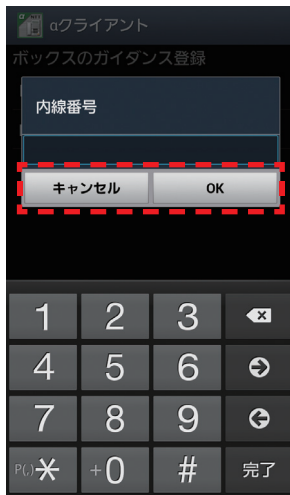 αクライアント
ボックスのガイダンス登録
内線番号
キャンセル OK
1 2 3
4 5 6
7 8 9
P(,)* +0 # 完了